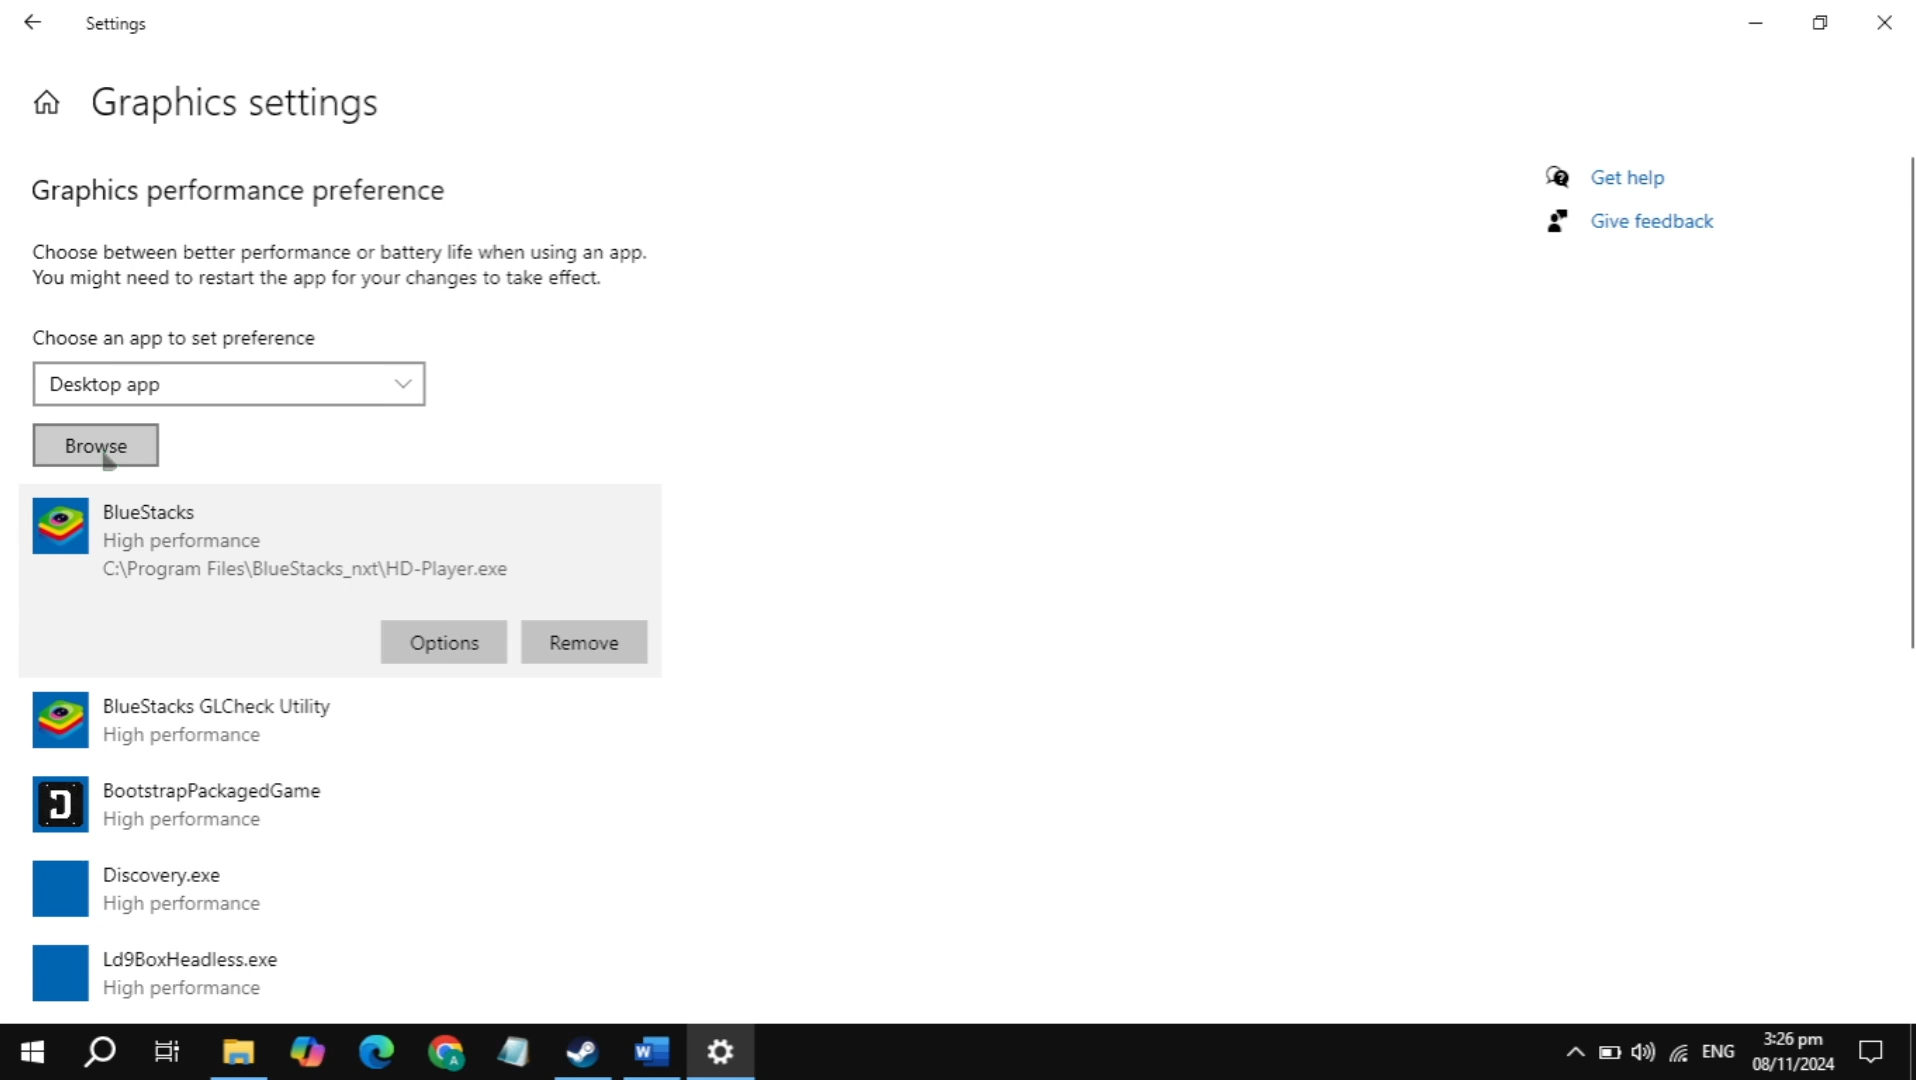 Settings
Graphics settings
Graphics performance preference
Get help
Give feedback
Choose between better performance or battery life when using an app.
You might need to restart the app for your changes to take effect.
Choose an app to set preference
Desktop app
Browse
BlueStacks
High performance
C:\Program Files\BlueStacks_nxt\HD-Player.exe
Options Remove
BlueStacks GLCheck Utility
High performance
BootstrapPackagedGame
High performance
Discovery.exe
High performance
Ld9BoxHeadless.exe
High performance
ENG
3:26 pm
08/11/2024